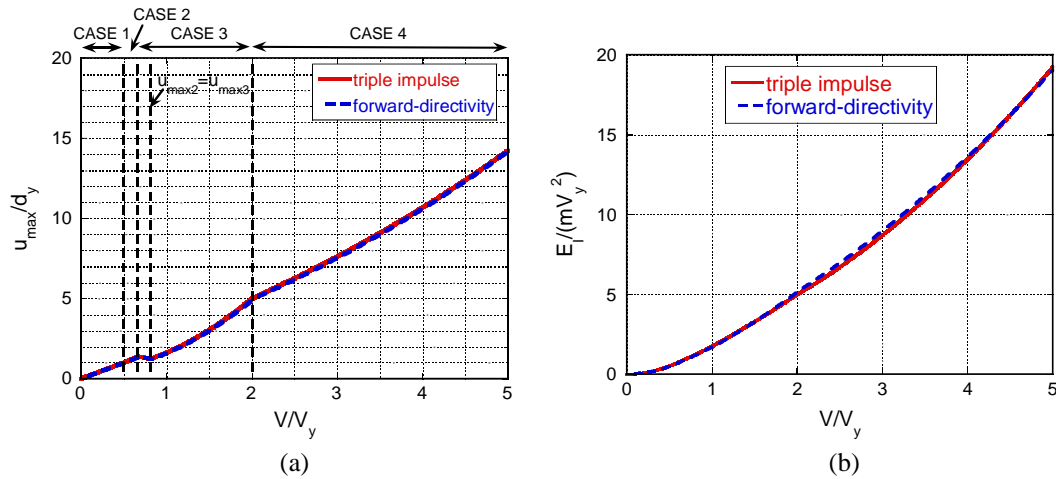 CASE 2
CASE 1 CASE 3 CASE 4
20
triple impulse
forward-directivity
u_max2=u_max3
15
10
5
0
0 1 2 3 4 5
u_max/d_y
V/V_y
(a)
20
triple impulse
forward-directivity
15
10
5
0
0 1 2 3 4 5
E_I/(mV_y^2)
V/V_y
(b)